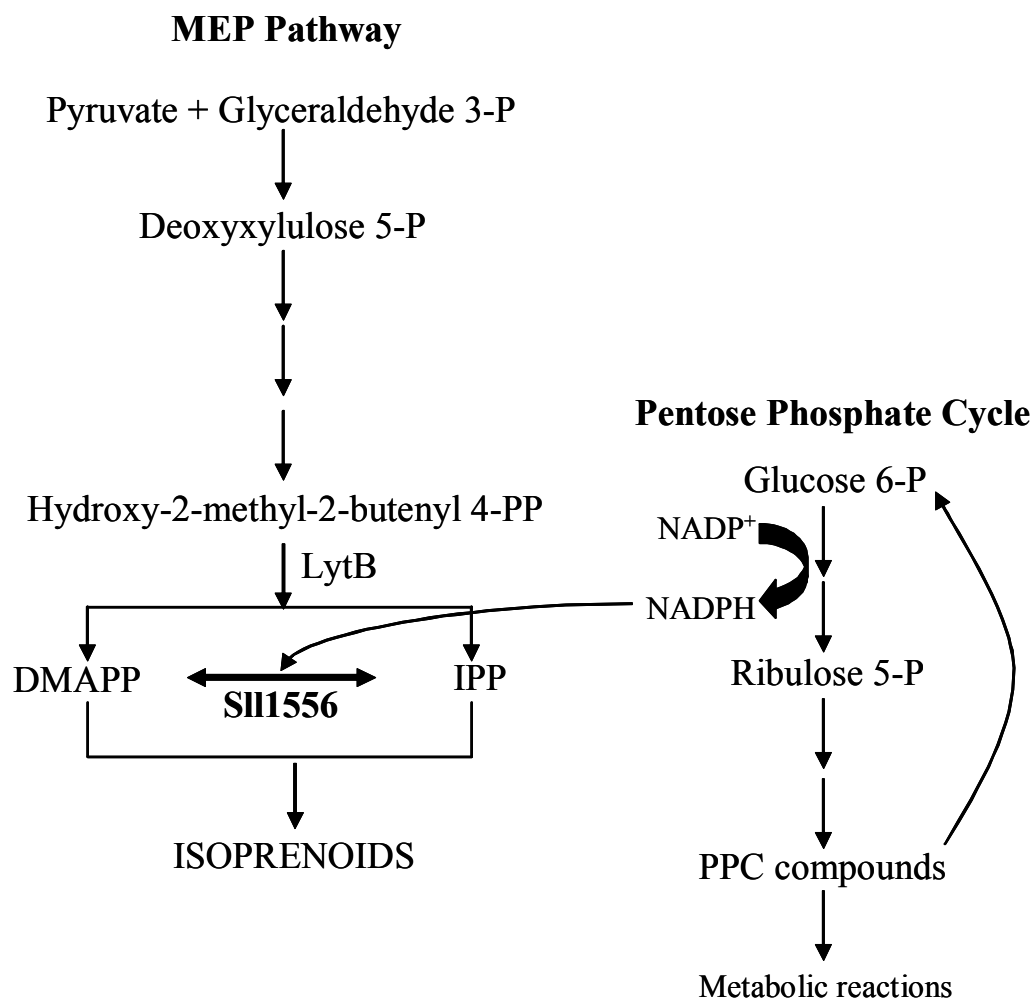 MEP Pathway
Pyruvate + Glyceraldehyde 3-P
Deoxyxylulose 5-P
Hydroxy-2-methyl-2-butenyl 4-PP
LytB
DMAPP
IPP
Sll1556
ISOPRENOIDS
Pentose Phosphate Cycle
Glucose 6-P
NADP⁺
NADPH
Ribulose 5-P
PPC compounds
Metabolic reactions